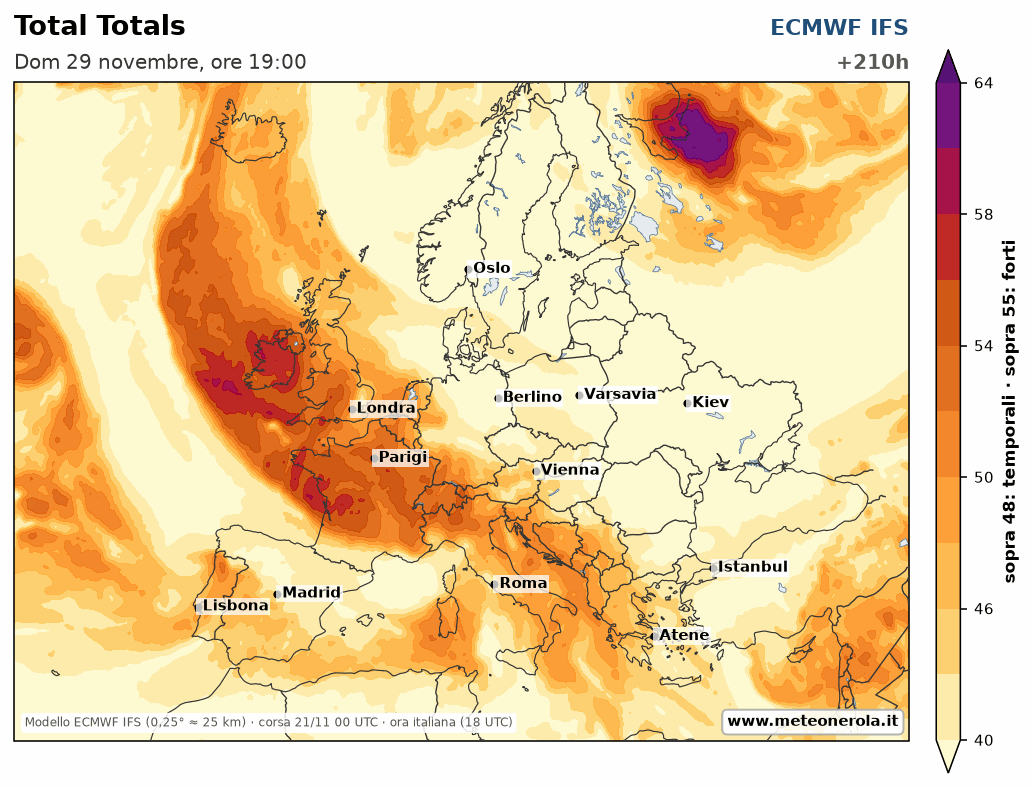 Total Totals
ECMWF IFS
Dom 29 novembre, ore 19:00
+210h
64
58
54
50
46
40
sopra 48: temporali · sopra 55: forti
Oslo
Berlino
Varsavia
Kiev
Londra
Parigi
Vienna
Istanbul
Roma
Madrid
Lisbona
Atene
Modello ECMWF IFS (0,25° ≈ 25 km) · corsa 21/11 00 UTC · ora italiana (18 UTC)
www.meteonerola.it